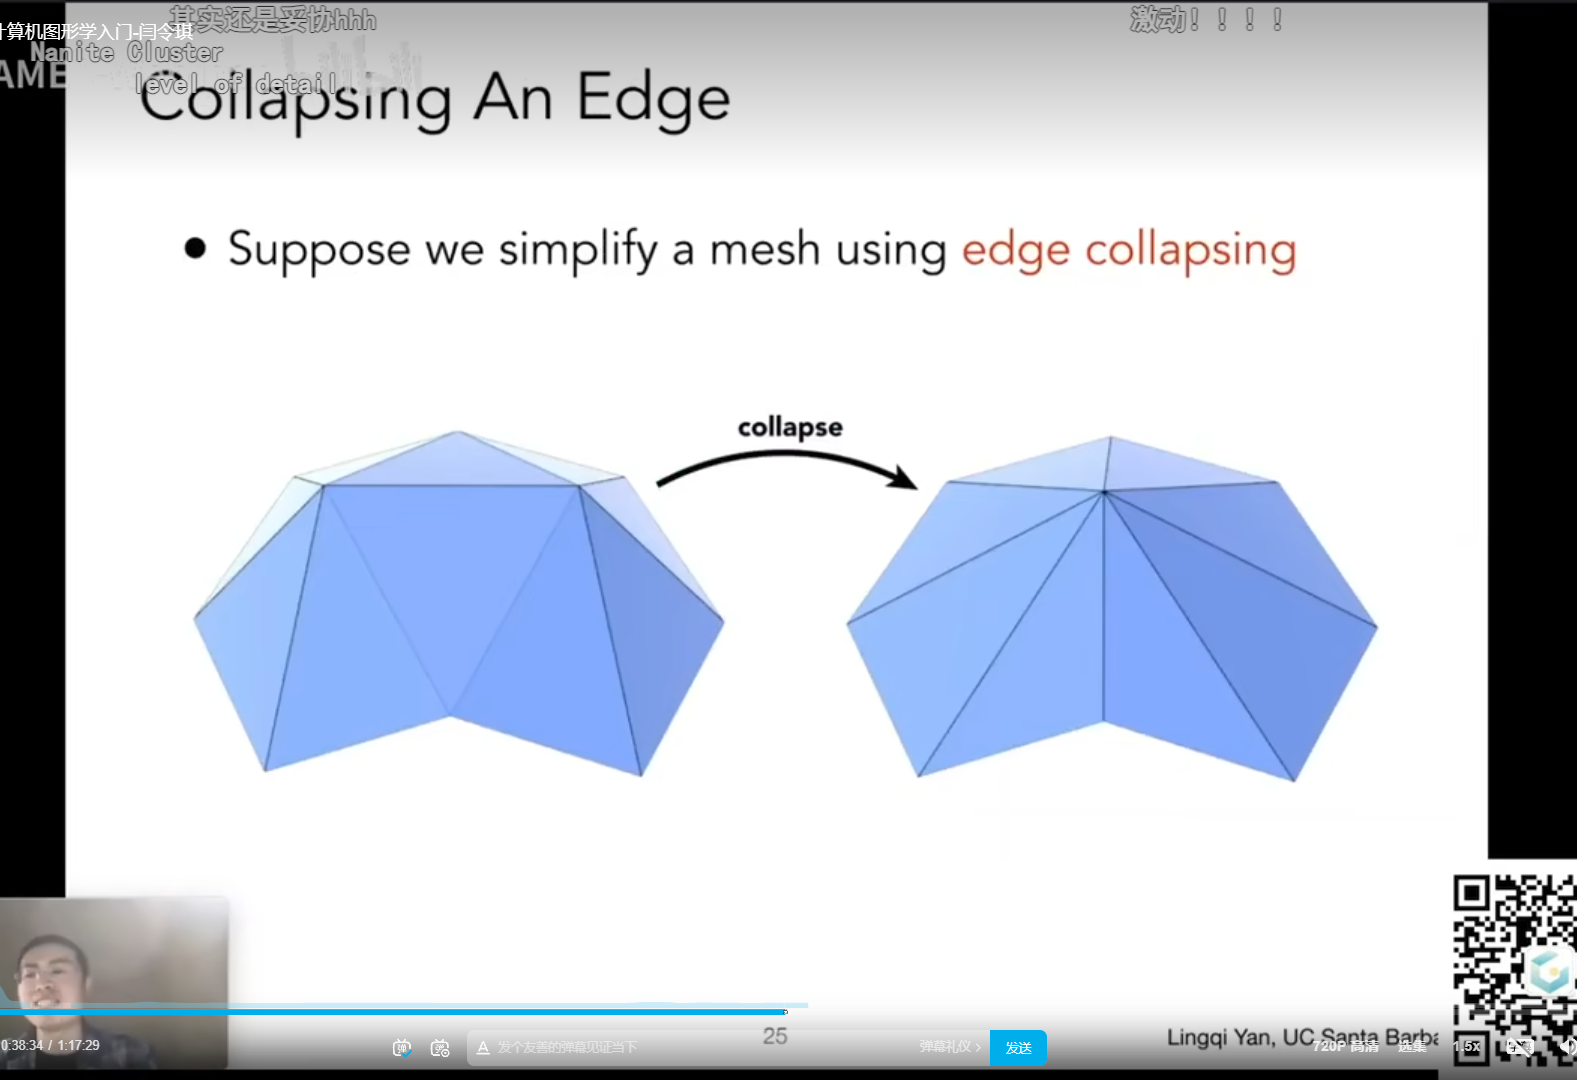 其实还是妥协hhh
激动！！！！
计算机图形学入门-闫令琪
Nanite Cluster
GAME
level of detail
Collapsing An Edge
● Suppose we simplify a mesh using edge collapsing
collapse
0:38:34 / 1:17:29
发个友善的弹幕见证当下
弹幕礼仪 >
发送
25
Lingqi Yan, UC Santa Barba
720P 高清
选集
1.5x